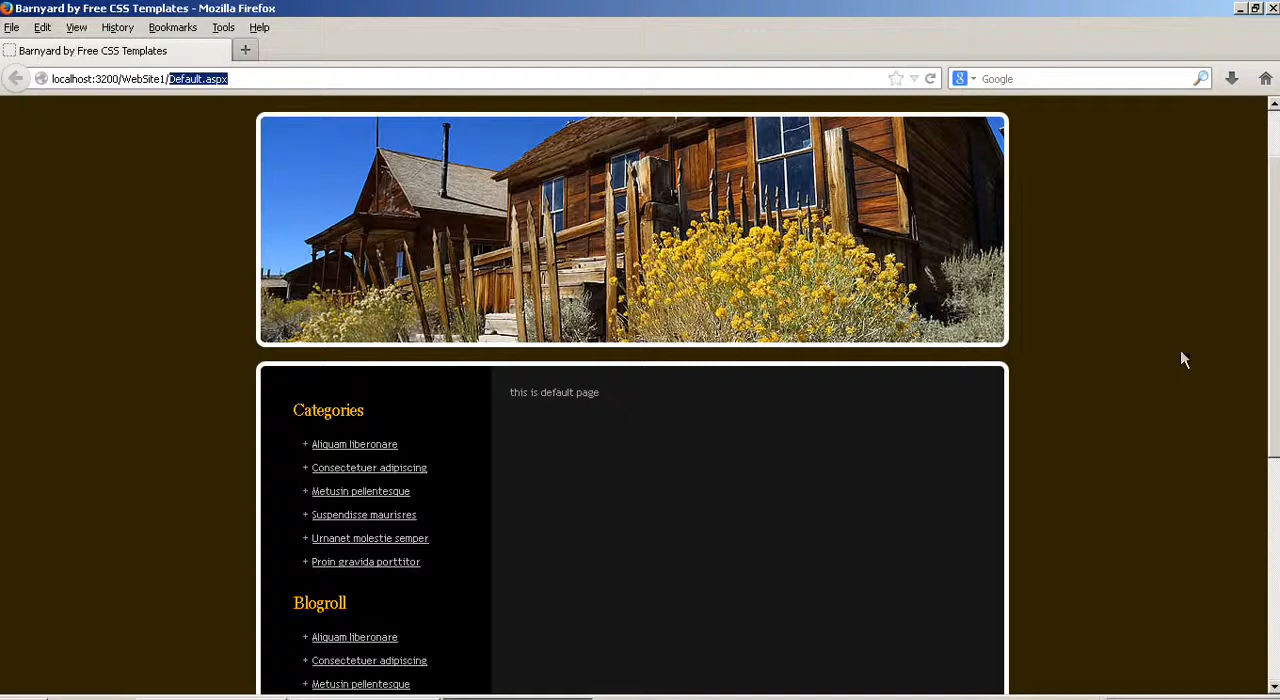 Barnyard by Free CSS Templates - Mozilla Firefox
File Edit View History Bookmarks Tools Help
Barnyard by Free CSS Templates
localhost:3200/WebSite1/Default.aspx
Google
this is default page
Categories
+ Aliquam liberonare
+ Consectetuer adipiscing
+ Metusin pellentesque
+ Suspendisse maurisres
+ Urnanet molestie semper
+ Proin gravida porttitor
Blogroll
+ Aliquam liberonare
+ Consectetuer adipiscing
+ Metusin pellentesque